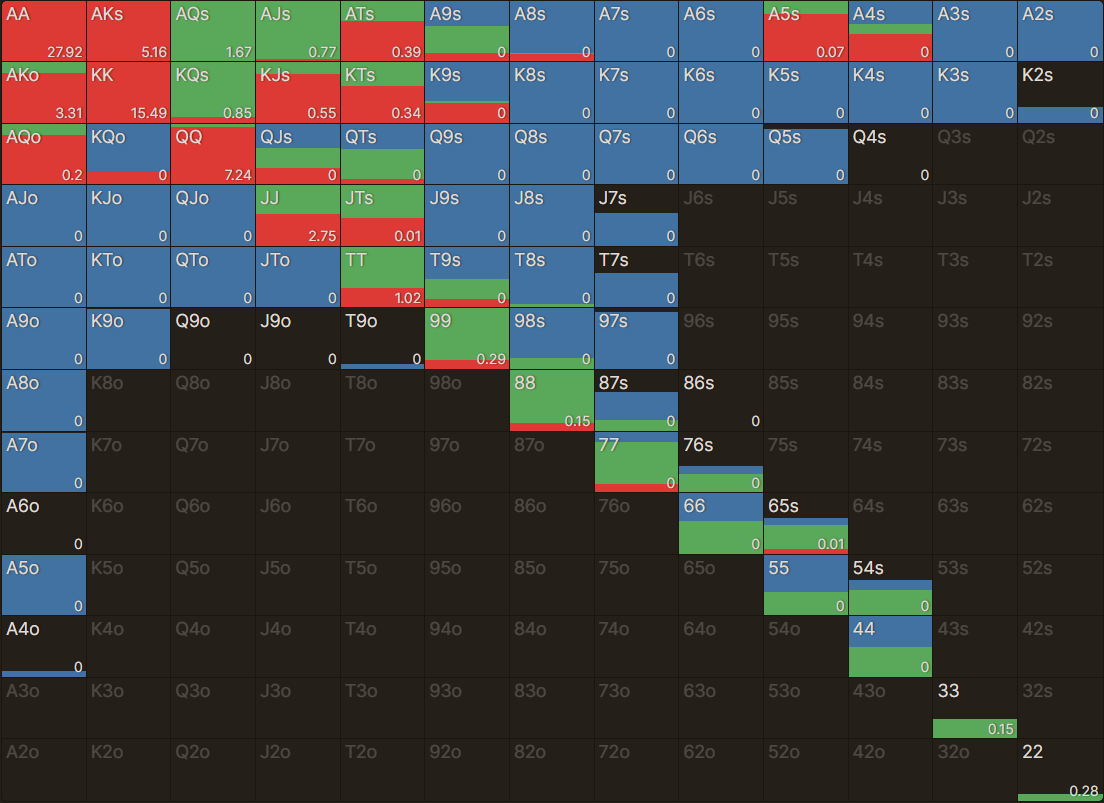 AA AKs AQs AJs ATs A9s A8s A7s A6s A5s A4s A3s A2s
27.92 5.16 1.67 0.77 0.39 0 0 0 0 0.07 0 0 0
AKo KK KQs KJs KTs K9s K8s K7s K6s K5s K4s K3s K2s
3.31 15.49 0.85 0.55 0.34 0 0 0 0 0 0 0 0
AQo KQo QQ QJs QTs Q9s Q8s Q7s Q6s Q5s Q4s Q3s Q2s
0.2 0 7.24 0 0 0 0 0 0 0 0
AJo KJo QJo JJ JTs J9s J8s J7s J6s J5s J4s J3s J2s
0 0 0 2.75 0.01 0 0 0
ATo KTo QTo JTo TT T9s T8s T7s T6s T5s T4s T3s T2s
0 0 0 0 1.02 0 0 0
A9o K9o Q9o J9o T9o 99 98s 97s 96s 95s 94s 93s 92s
0 0 0 0 0 0.29 0 0
A8o K8o Q8o J8o T8o 98o 88 87s 86s 85s 84s 83s 82s
0 0.15 0 0
A7o K7o Q7o J7o T7o 97o 87o 77 76s 75s 74s 73s 72s
0 0 0
A6o K6o Q6o J6o T6o 96o 86o 76o 66 65s 64s 63s 62s
0 0 0.01
A5o K5o Q5o J5o T5o 95o 85o 75o 65o 55 54s 53s 52s
0 0 0
A4o K4o Q4o J4o T4o 94o 84o 74o 64o 54o 44 43s 42s
0 0
A3o K3o Q3o J3o T3o 93o 83o 73o 63o 53o 43o 33 32s
0.15
A2o K2o Q2o J2o T2o 92o 82o 72o 62o 52o 42o 32o 22
0.28